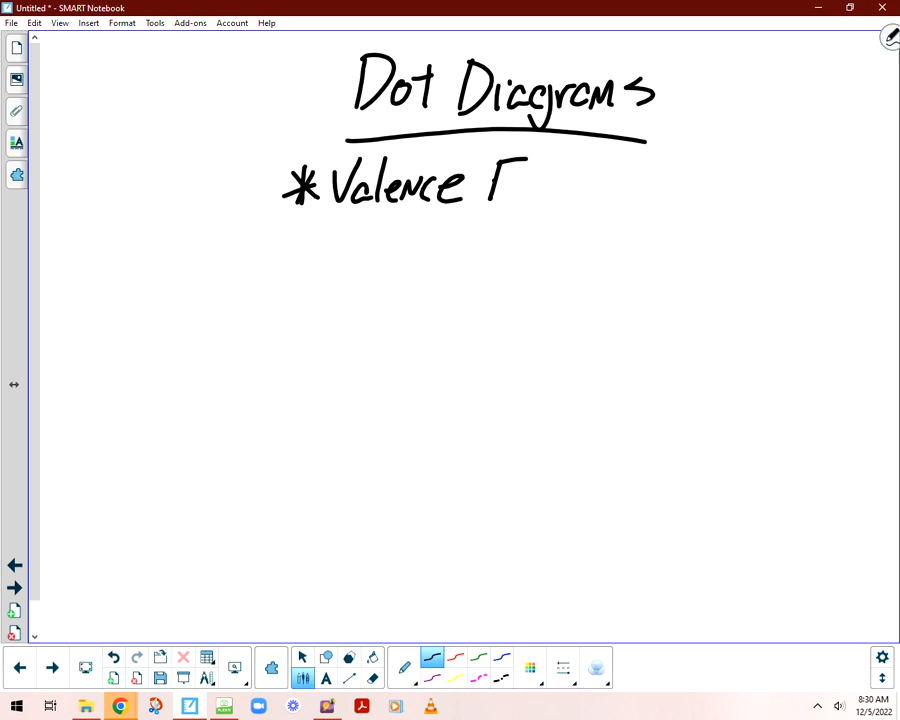 Untitled * - SMART Notebook
File Edit View Insert Format Tools Add-ons Account Help
Dot Diagrams
* Valence
8:30 AM
12/5/2022